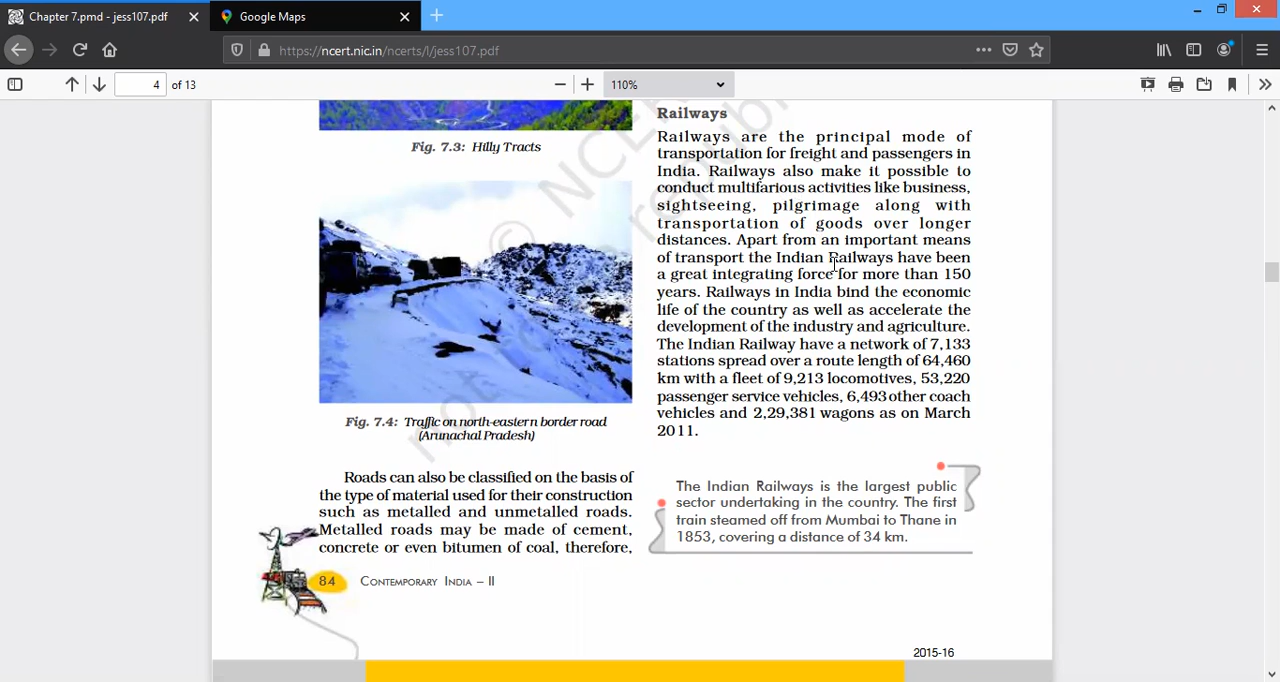 Chapter 7.pmd - jess107.pdf
Google Maps
https://ncert.nic.in/ncerts/l/jess107.pdf
4 of 13
110%
Fig. 7.3: Hilly Tracts
Fig. 7.4: Traffic on north-eastern border road
(Arunachal Pradesh)
Roads can also be classified on the basis of
the type of material used for their construction
such as metalled and unmetalled roads.
Metalled roads may be made of cement,
concrete or even bitumen of coal, therefore,
Railways
Railways are the principal mode of
transportation for freight and passengers in
India. Railways also make it possible to
conduct multifarious activities like business,
sightseeing, pilgrimage along with
transportation of goods over longer
distances. Apart from an important means
of transport the Indian Railways have been
a great integrating force for more than 150
years. Railways in India bind the economic
life of the country as well as accelerate the
development of the industry and agriculture.
The Indian Railway have a network of 7,133
stations spread over a route length of 64,460
km with a fleet of 9,213 locomotives, 53,220
passenger service vehicles, 6,493 other coach
vehicles and 2,29,381 wagons as on March
2011.
The Indian Railways is the largest public
sector undertaking in the country. The first
train steamed off from Mumbai to Thane in
1853, covering a distance of 34 km.
84 CONTEMPORARY INDIA – II
2015-16
© NCE
not
republ